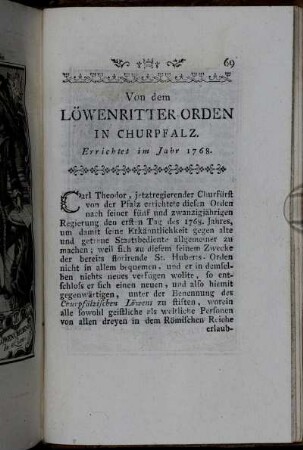 69
Von dem
LÖWENRITTER ORDEN
IN CHURPFALZ.
Errichtet im Jahr 1768.
Carl Theodor, jetztregierender Churfürst
von der Pfalz errichtete diesen Orden
nach seiner fünf und zwanzigjährigen
Regierung den ersten Tag des 1768. Jahres,
um damit seine Erkänntlichkeit gegen alte
und getreue Staatsbediente allgemeiner zu
machen; weil sich zu diesem seinem Zwecke
der bereits florirende St. Huberts-Orden
nicht in allem bequemen, und er in demsel-
ben nichts neues verfügen wollte, so ent-
schloss er sich einen neuen, und also hiemit
gegenwärtigen, unter der Benennung des
Churpfälzischen Löwens zu stiften, worein
alle sowohl geistliche als weltliche Personen
von allen dreyen in dem Römischen Reiche
erlaub-